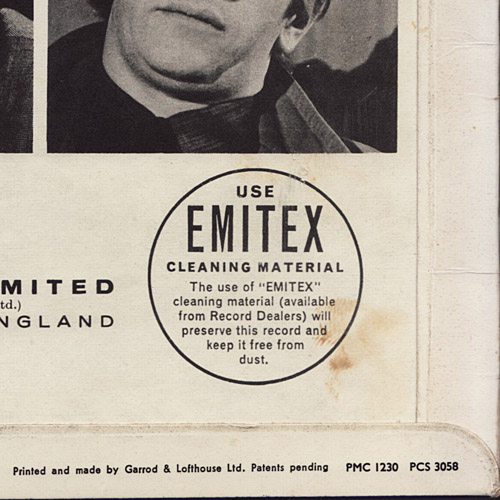 USE
EMITEX
CLEANING MATERIAL
The use of "EMITEX"
cleaning material (available
from Record Dealers) will
preserve this record and
keep it free from
dust.
MITED
td.)
NGLAND
Printed and made by Garrod & Lofthouse Ltd. Patents pending PMC 1230 PCS 3058